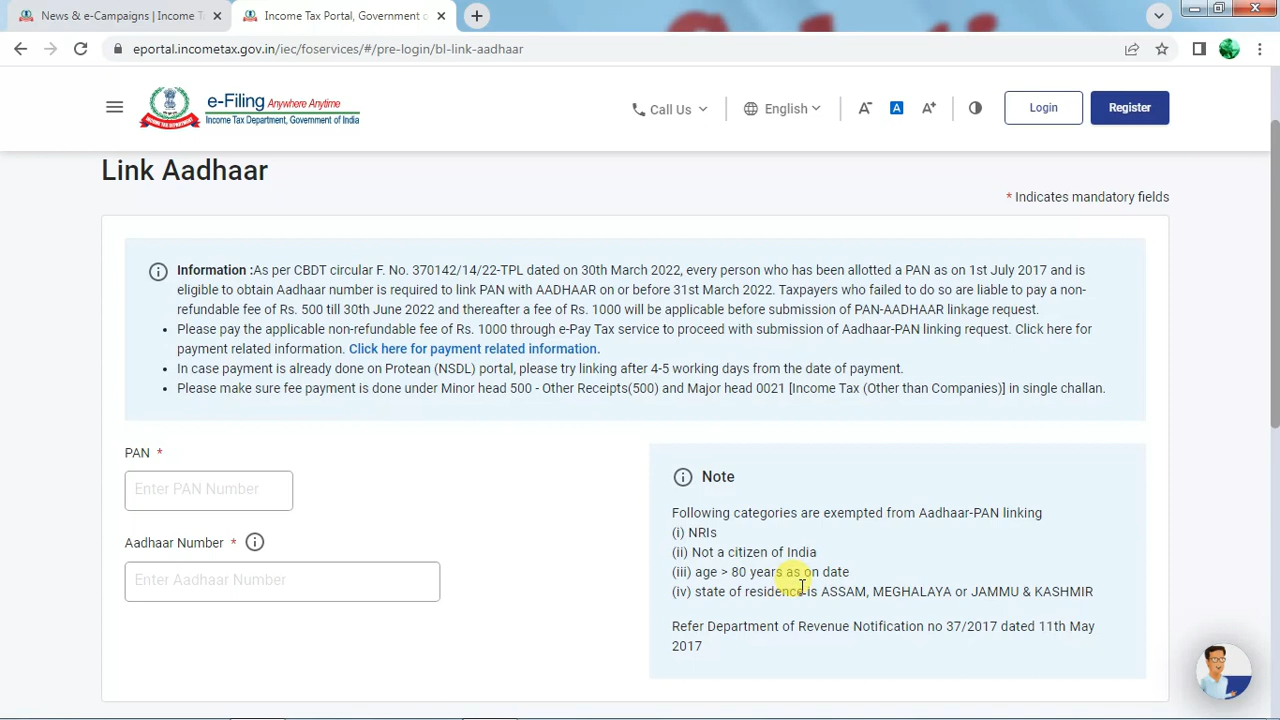 News & e-Campaigns | Income T
Income Tax Portal, Government o
eportal.incometax.gov.in/iec/foservices/#/pre-login/bl-link-aadhaar
e-Filing Anywhere Anytime
Income Tax Department, Government of India
Call Us
English
A-
A
A+
Login
Register
Link Aadhaar
* Indicates mandatory fields
Information :As per CBDT circular F. No. 370142/14/22-TPL dated on 30th March 2022, every person who has been allotted a PAN as on 1st July 2017 and is
eligible to obtain Aadhaar number is required to link PAN with AADHAAR on or before 31st March 2022. Taxpayers who failed to do so are liable to pay a non-
refundable fee of Rs. 500 till 30th June 2022 and thereafter a fee of Rs. 1000 will be applicable before submission of PAN-AADHAAR linkage request.
• Please pay the applicable non-refundable fee of Rs. 1000 through e-Pay Tax service to proceed with submission of Aadhaar-PAN linking request. Click here for
payment related information. Click here for payment related information.
• In case payment is already done on Protean (NSDL) portal, please try linking after 4-5 working days from the date of payment.
• Please make sure fee payment is done under Minor head 500 - Other Receipts(500) and Major head 0021 [Income Tax (Other than Companies)] in single challan.
PAN *
Enter PAN Number
Aadhaar Number *
Enter Aadhaar Number
Note
Following categories are exempted from Aadhaar-PAN linking
(i) NRIs
(ii) Not a citizen of India
(iii) age > 80 years as on date
(iv) state of residence is ASSAM, MEGHALAYA or JAMMU & KASHMIR
Refer Department of Revenue Notification no 37/2017 dated 11th May
2017